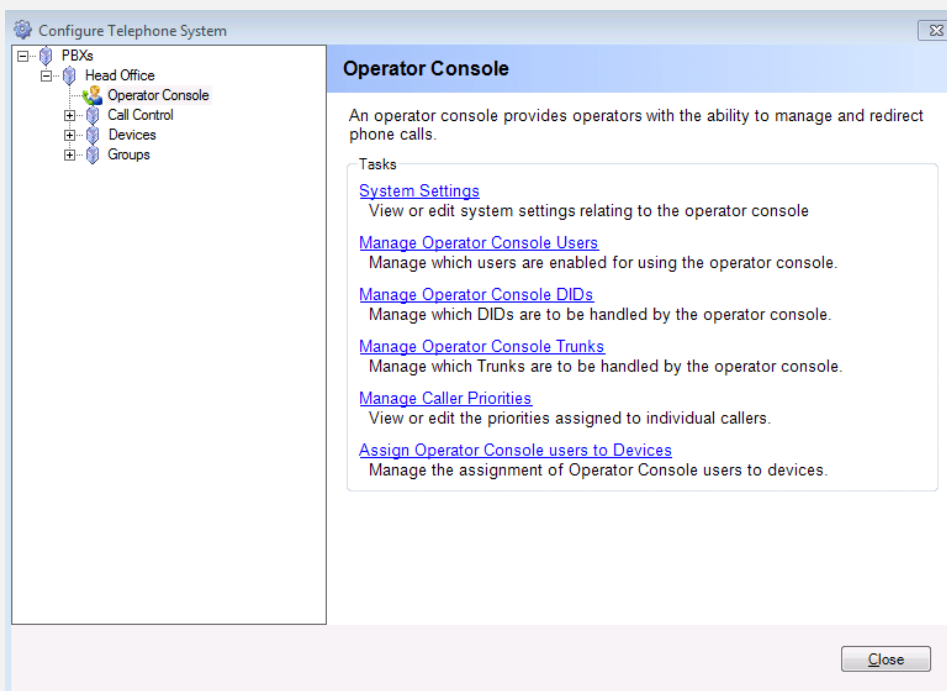 Configure Telephone System
PBXs
Head Office
Operator Console
Call Control
Devices
Groups
Operator Console
An operator console provides operators with the ability to manage and redirect
phone calls.
Tasks
System Settings
View or edit system settings relating to the operator console
Manage Operator Console Users
Manage which users are enabled for using the operator console.
Manage Operator Console DIDs
Manage which DIDs are to be handled by the operator console.
Manage Operator Console Trunks
Manage which Trunks are to be handled by the operator console.
Manage Caller Priorities
View or edit the priorities assigned to individual callers.
Assign Operator Console users to Devices
Manage the assignment of Operator Console users to devices.
Close